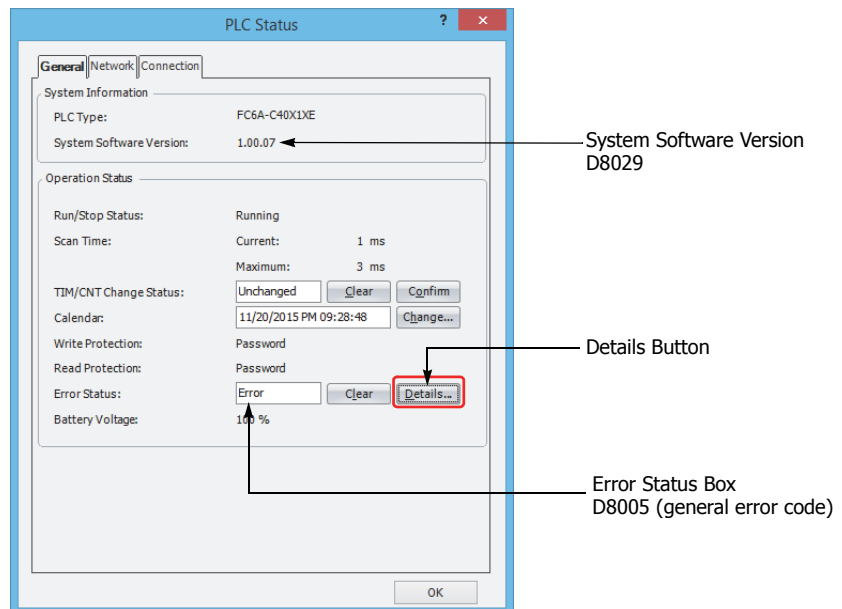 PLC Status
? ×
General Network Connection
System Information
PLC Type: FC6A-C40X1XE
System Software Version: 1.00.07
System Software Version
D8029
Operation Status
Run/Stop Status: Running
Scan Time: Current: 1 ms
Maximum: 3 ms
TIM/CNT Change Status: Unchanged Clear Confirm
Calendar: 11/20/2015 PM 09:28:48 Change...
Write Protection: Password
Details Button
Read Protection: Password
Error Status: Error Clear Details...
Battery Voltage: 100 %
Error Status Box
D8005 (general error code)
OK